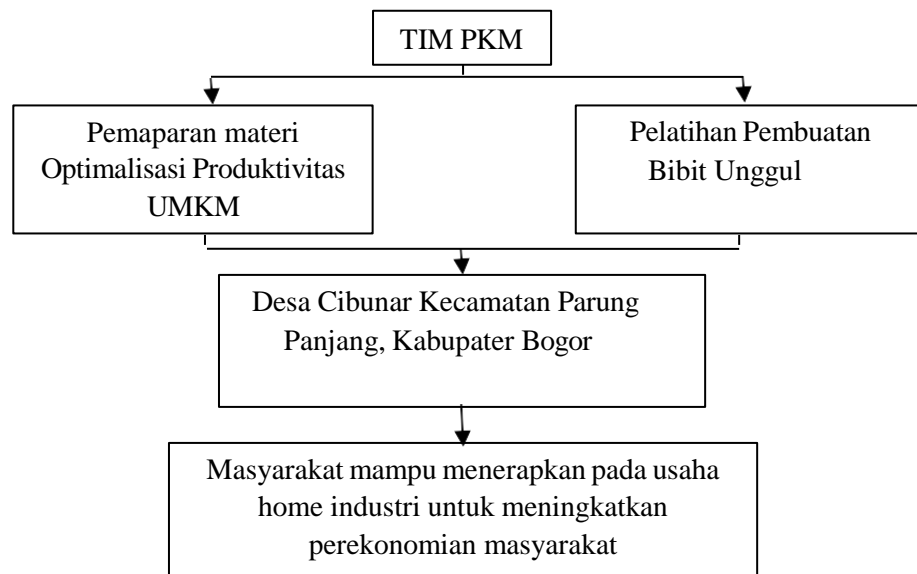 TIM PKM
Pemaparan materi
Optimalisasi Produktivitas
UMKM
Pelatihan Pembuatan
Bibit Unggul
Desa Cibunar Kecamatan Parung
Panjang, Kabupater Bogor
Masyarakat mampu menerapkan pada usaha
home industri untuk meningkatkan
perekonomian masyarakat